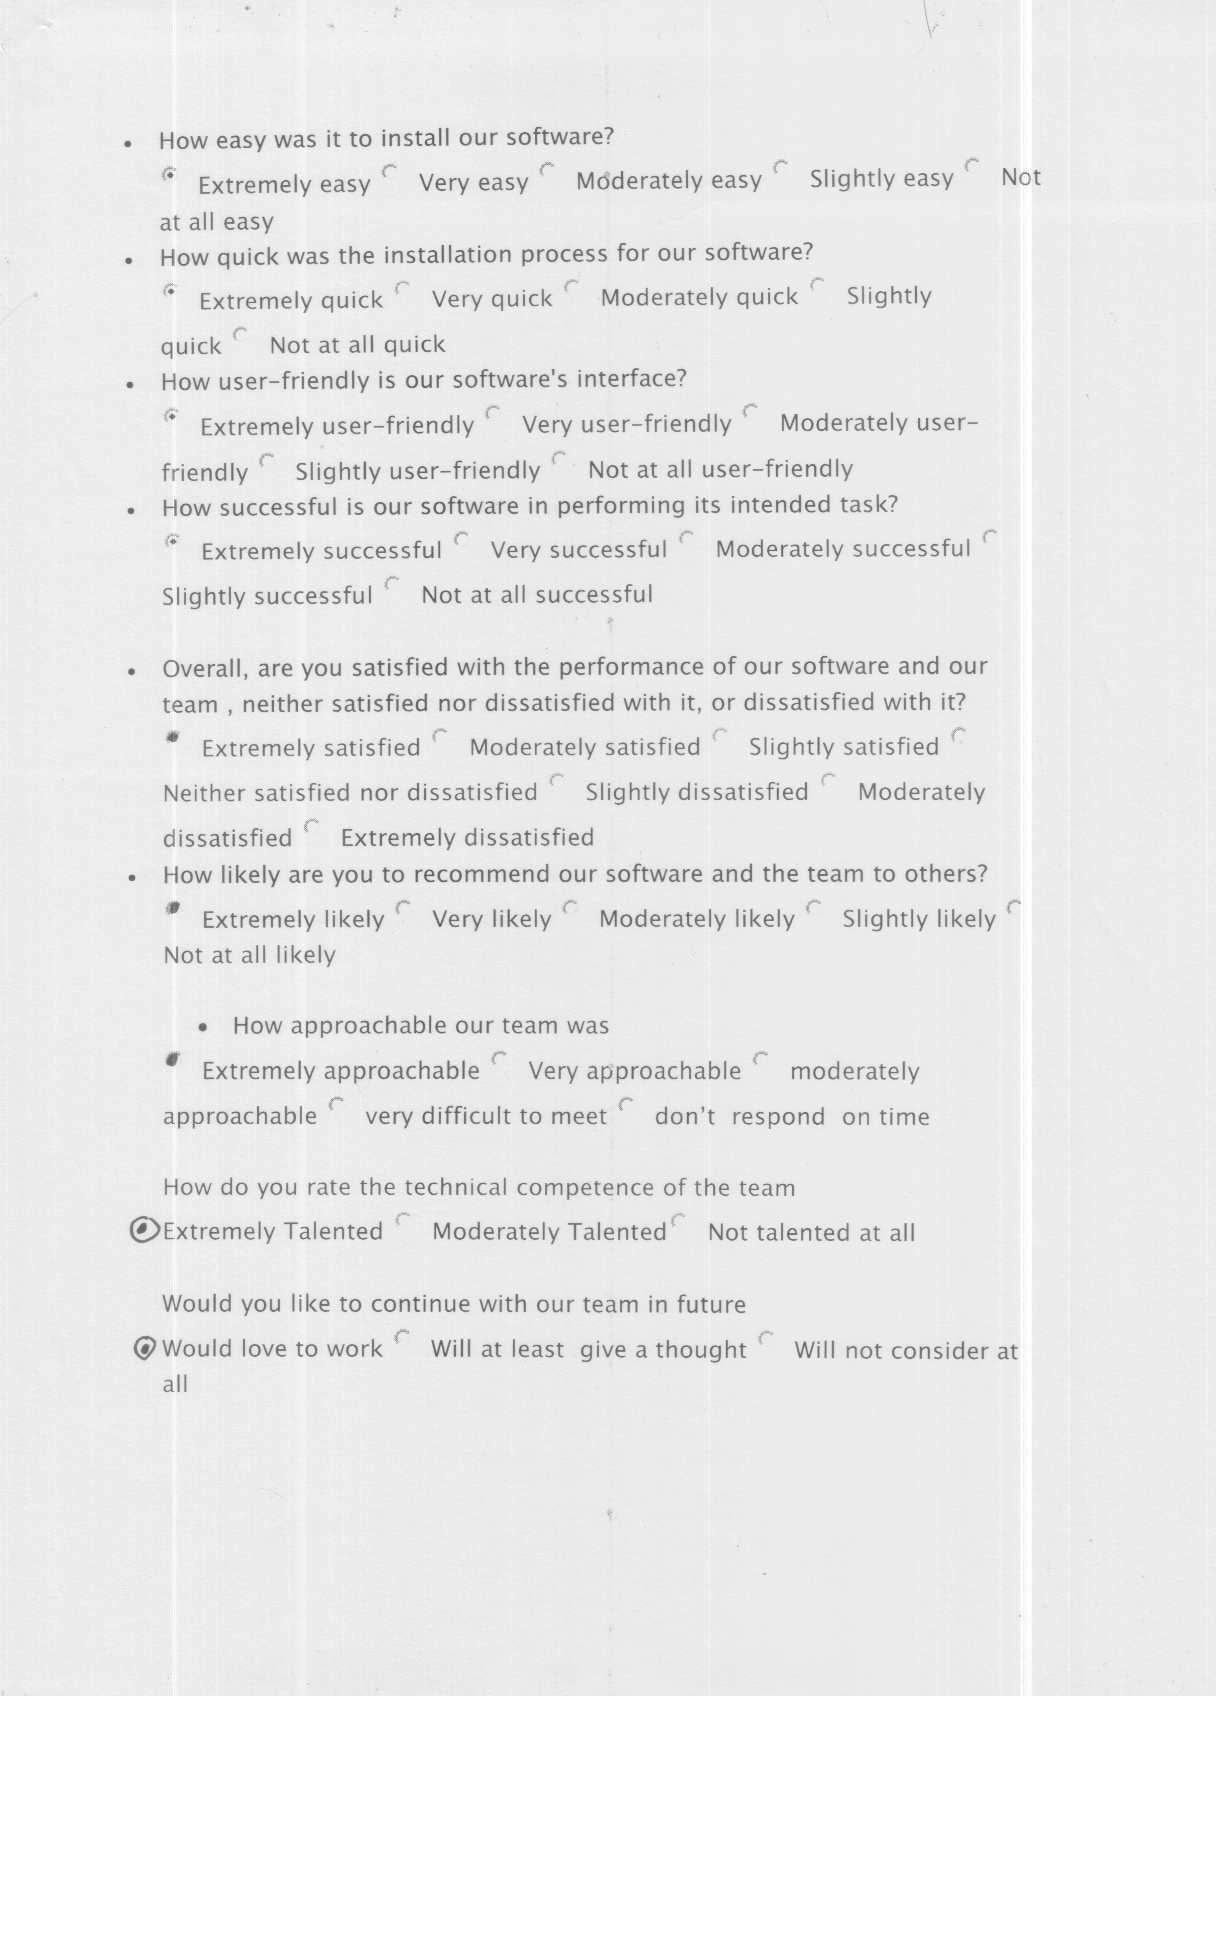 • How easy was it to install our software?
Extremely easy Very easy Moderately easy Slightly easy Not
at all easy
• How quick was the installation process for our software?
Extremely quick Very quick Moderately quick Slightly
quick Not at all quick
• How user-friendly is our software's interface?
Extremely user-friendly Very user-friendly Moderately user-
friendly Slightly user-friendly Not at all user-friendly
• How successful is our software in performing its intended task?
Extremely successful Very successful Moderately successful
Slightly successful Not at all successful
• Overall, are you satisfied with the performance of our software and our
team , neither satisfied nor dissatisfied with it, or dissatisfied with it?
Extremely satisfied Moderately satisfied Slightly satisfied
Neither satisfied nor dissatisfied Slightly dissatisfied Moderately
dissatisfied Extremely dissatisfied
• How likely are you to recommend our software and the team to others?
Extremely likely Very likely Moderately likely Slightly likely
Not at all likely
• How approachable our team was
Extremely approachable Very approachable moderately
approachable very difficult to meet don't respond on time
How do you rate the technical competence of the team
Extremely Talented Moderately Talented Not talented at all
Would you like to continue with our team in future
Would love to work Will at least give a thought Will not consider at
all